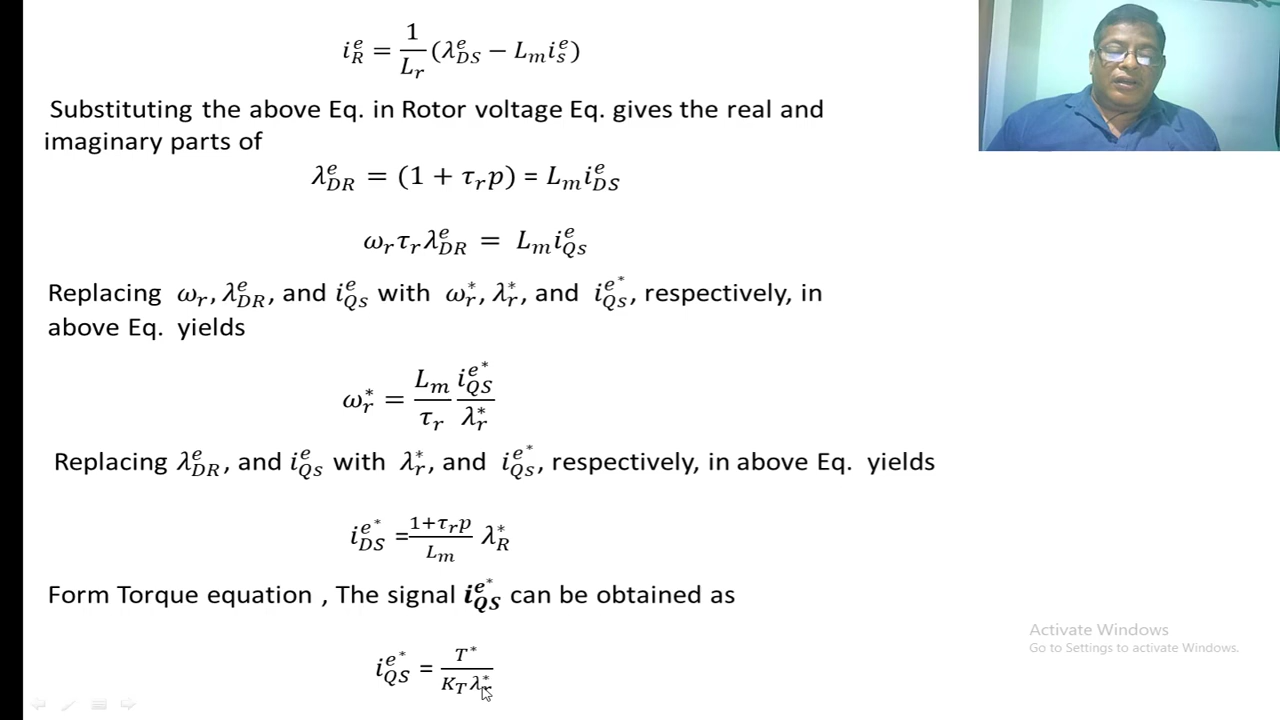 i_R^e = 1/L_r (λ_DS^e − L_m i_s^e)
Substituting the above Eq. in Rotor voltage Eq. gives the real and
imaginary parts of
λ_DR^e = (1 + τ_r p) = L_m i_DS^e
ω_r τ_r λ_DR^e = L_m i_Qs^e
Replacing ω_r, λ_DR^e, and i_Qs^e with ω_r^*, λ_r^*, and i_Qs^e*, respectively, in
above Eq. yields
ω_r^* = L_m/τ_r i_QS^e*/λ_r^*
Replacing λ_DR^e, and i_Qs^e with λ_r^*, and i_Qs^e*, respectively, in above Eq. yields
i_DS^e* = (1+τ_r p)/L_m λ_R^*
Form Torque equation , The signal i_QS^e* can be obtained as
i_QS^e* = T^*/(K_T λ_r^*)
Activate Windows
Go to Settings to activate Windows.